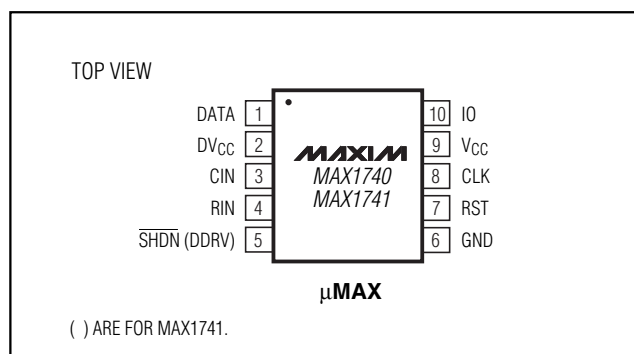 TOP VIEW
DATA 1
DVCC 2
CIN 3
RIN 4
SHDN (DDRV) 5
MAXIM
MAX1740
MAX1741
10 IO
9 VCC
8 CLK
7 RST
6 GND
µMAX
( ) ARE FOR MAX1741.